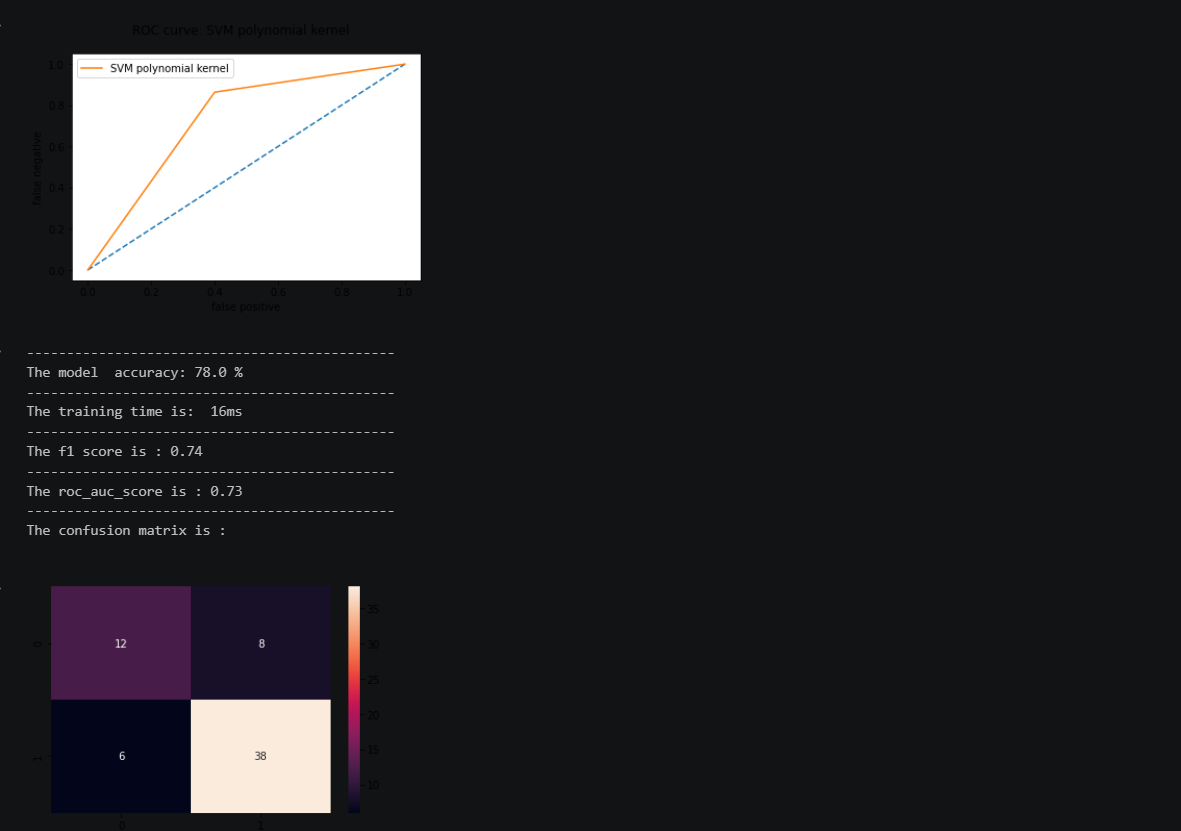 ROC curve: SVM polynomial kernel
SVM polynomial kernel
1.0
0.8
0.6
0.4
0.2
0.0
false negative
0.0 0.2 0.4 0.6 0.8 1.0
false positive
----------------------------------------------
The model  accuracy: 78.0 %
----------------------------------------------
The training time is:  16ms
----------------------------------------------
The f1 score is : 0.74
----------------------------------------------
The roc_auc_score is : 0.73
----------------------------------------------
The confusion matrix is :
0
12 8
1
6 38
0 1
35
30
25
20
15
10